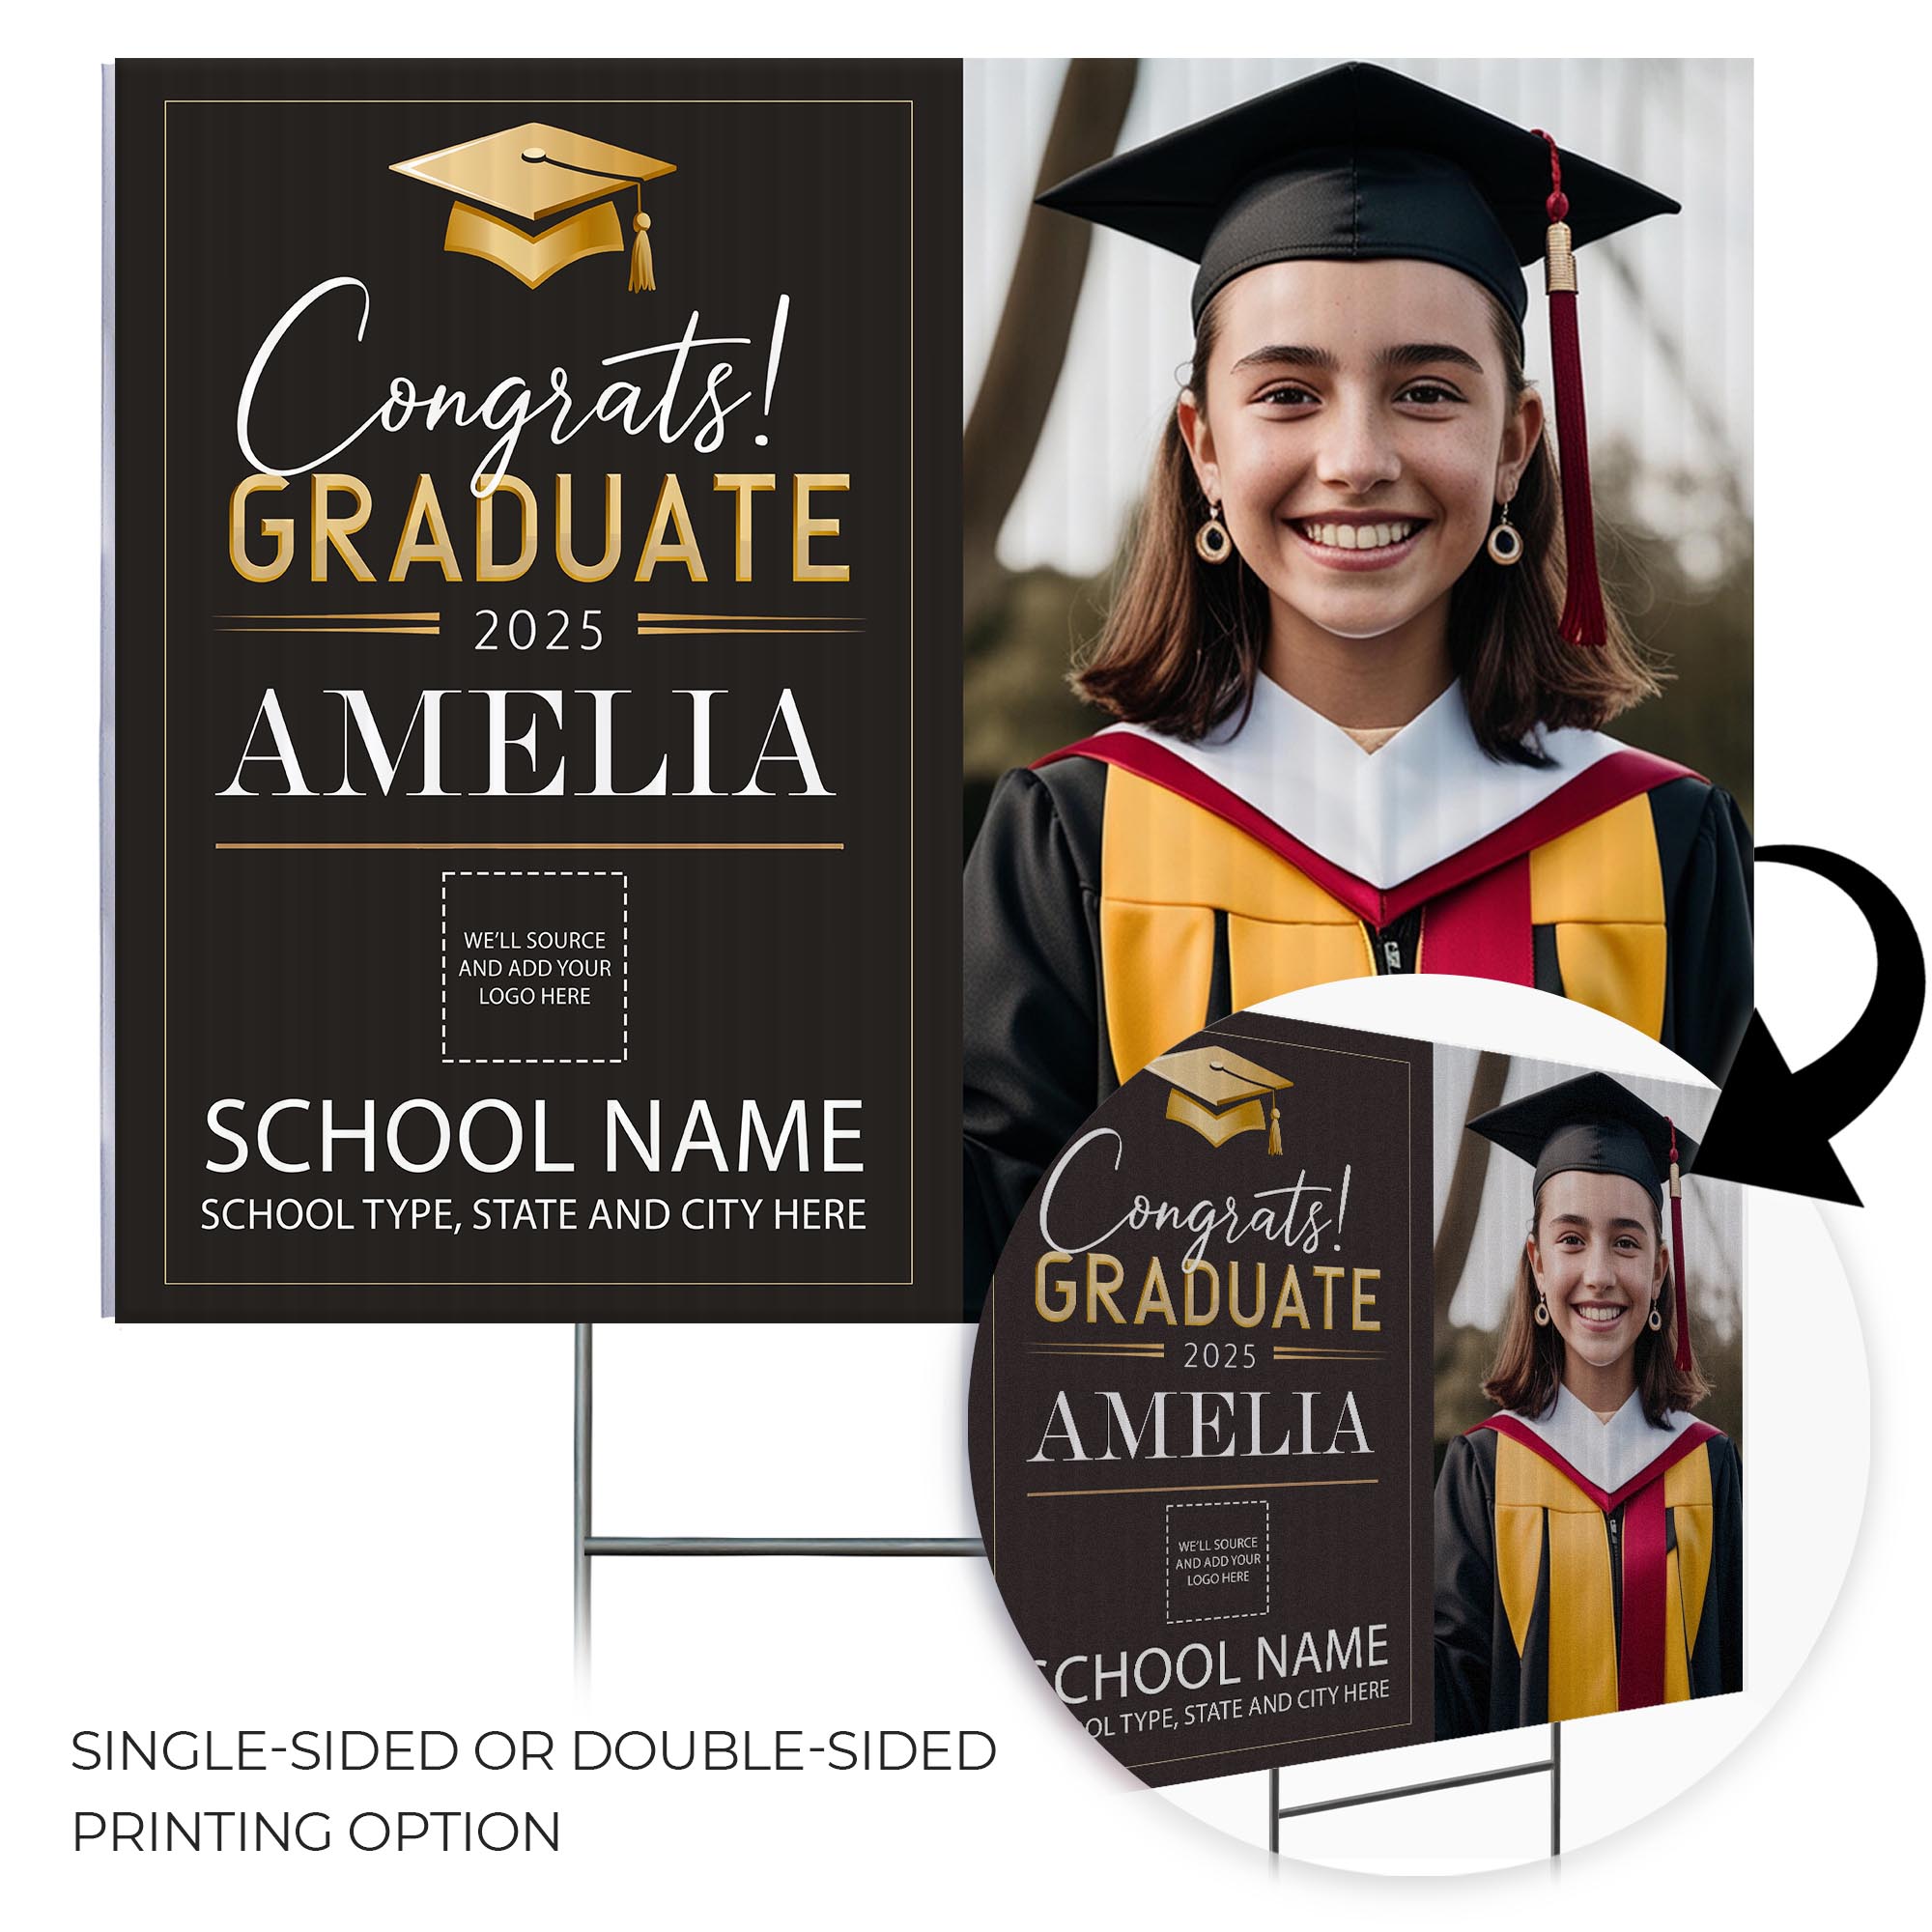 Congrats!
GRADUATE
2025
AMELIA
WE'LL SOURCE
AND ADD YOUR
LOGO HERE
SCHOOL NAME
SCHOOL TYPE, STATE AND CITY HERE
Congrats!
GRADUATE
2025
AMELIA
WE'LL SOURCE
AND ADD YOUR
LOGO HERE
SCHOOL NAME
OL TYPE, STATE AND CITY HERE
SINGLE-SIDED OR DOUBLE-SIDED
PRINTING OPTION